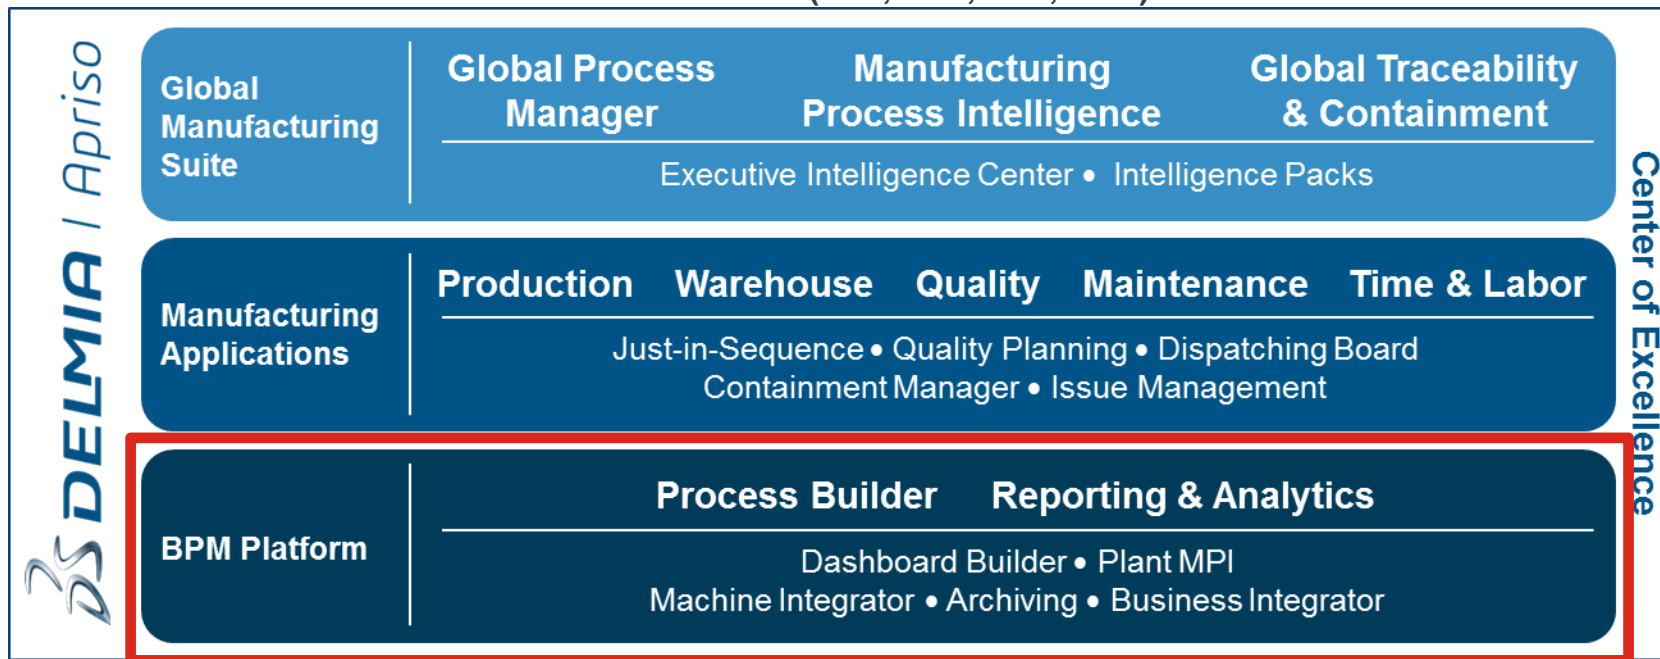 DELMIA | Apriso
Global
Manufacturing
Suite
Global Process
Manager
Manufacturing
Process Intelligence
Global Traceability
& Containment
Executive Intelligence Center • Intelligence Packs
Manufacturing
Applications
Production Warehouse Quality Maintenance Time & Labor
Just-in-Sequence • Quality Planning • Dispatching Board
Containment Manager • Issue Management
BPM Platform
Process Builder Reporting & Analytics
Dashboard Builder • Plant MPI
Machine Integrator • Archiving • Business Integrator
Center of Excellence